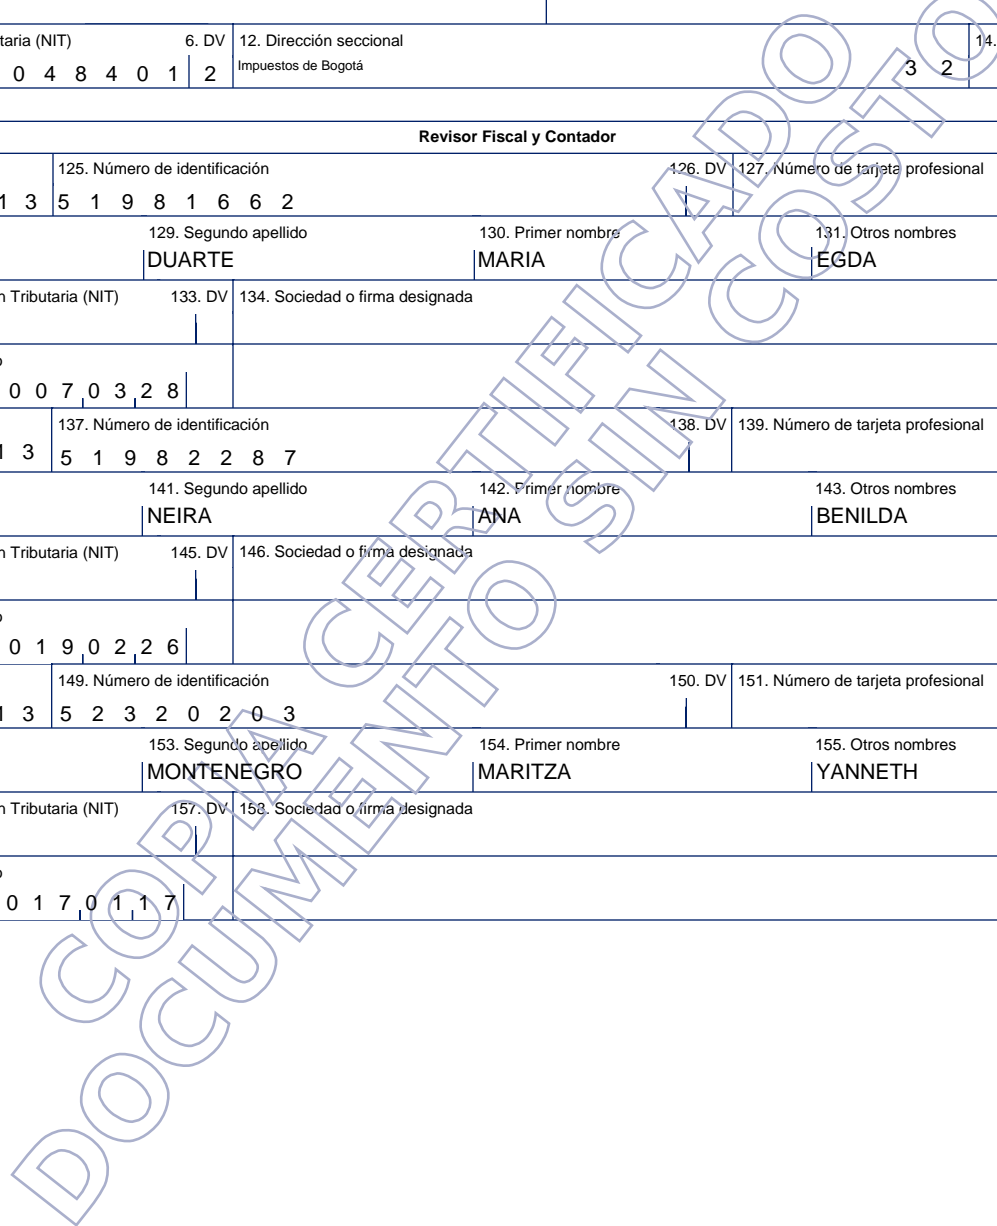 taria (NIT) 6. DV 12. Dirección seccional 14.
0 4 8 4 0 1 2 Impuestos de Bogotá 3 2
Revisor Fiscal y Contador
125. Número de identificación 126. DV 127. Número de tarjeta profesional
1 3 5 1 9 8 1 6 6 2
129. Segundo apellido 130. Primer nombre 131. Otros nombres
DUARTE MARIA EGDA
n Tributaria (NIT) 133. DV 134. Sociedad o firma designada
o
0 0 7 0 3 2 8
137. Número de identificación 138. DV 139. Número de tarjeta profesional
1 3 5 1 9 8 2 2 8 7
141. Segundo apellido 142. Primer nombre 143. Otros nombres
NEIRA ANA BENILDA
n Tributaria (NIT) 145. DV 146. Sociedad o firma designada
o
0 1 9 0 2 2 6
149. Número de identificación 150. DV 151. Número de tarjeta profesional
1 3 5 2 3 2 0 2 0 3
153. Segundo apellido 154. Primer nombre 155. Otros nombres
MONTENEGRO MARITZA YANNETH
n Tributaria (NIT) 157. DV 158. Sociedad o firma designada
o
0 1 7 0 1 1 7
COPIA CERTIFICADO
DOCUMENTO SIN COSTO